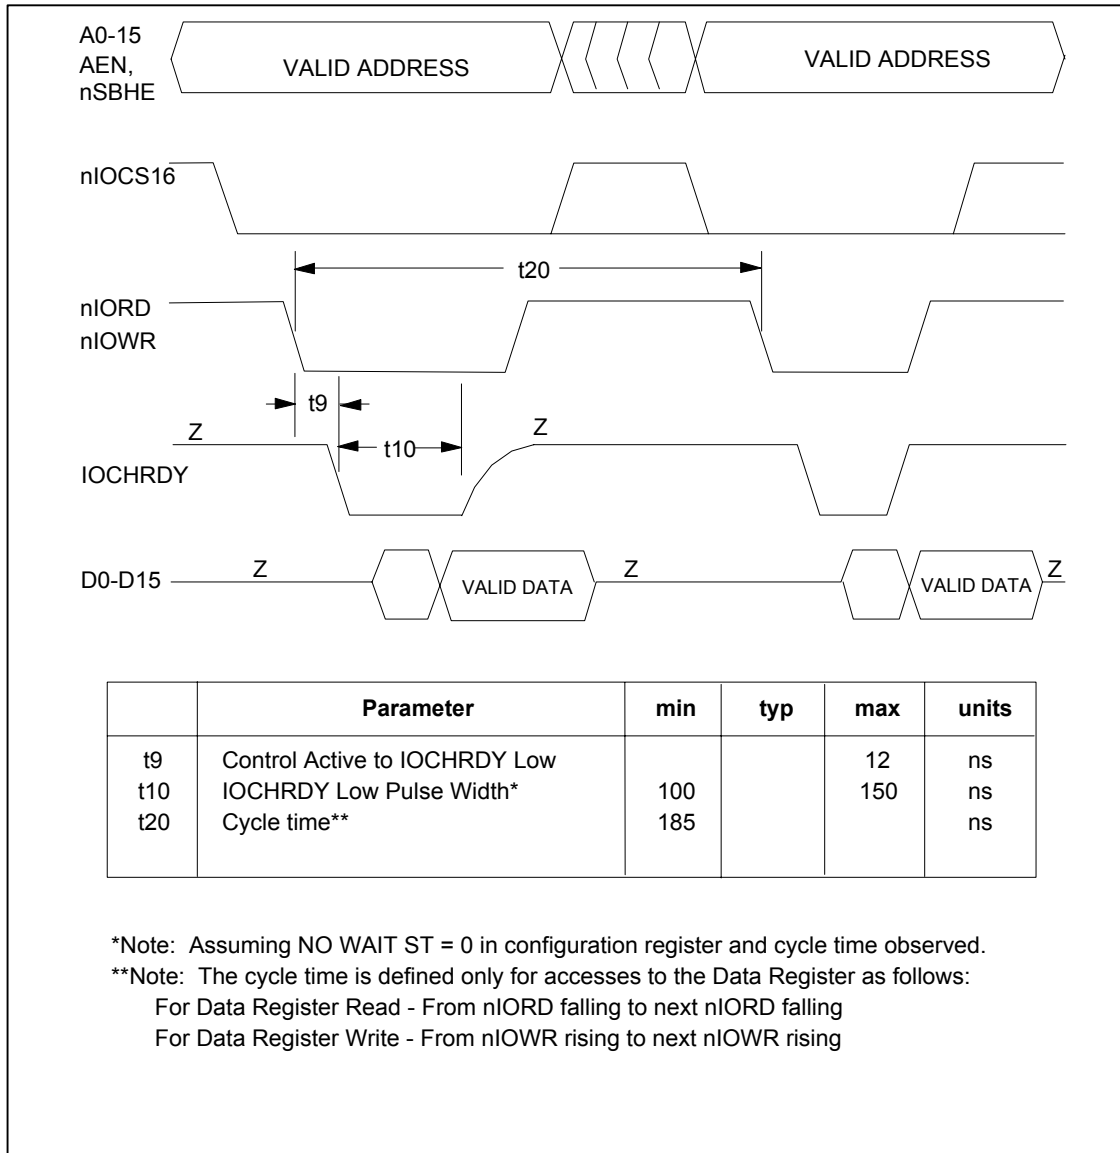 A0-15
AEN,
nSBHE
VALID ADDRESS
VALID ADDRESS
nIOCS16
t20
nIORD
nIOWR
t9
Z
t10
Z
IOCHRDY
D0-D15
Z
VALID DATA
Z
VALID DATA
Z
Parameter min typ max units
t9 Control Active to IOCHRDY Low 12 ns
t10 IOCHRDY Low Pulse Width* 100 150 ns
t20 Cycle time** 185 ns
*Note: Assuming NO WAIT ST = 0 in configuration register and cycle time observed.
**Note: The cycle time is defined only for accesses to the Data Register as follows:
For Data Register Read - From nIORD falling to next nIORD falling
For Data Register Write - From nIOWR rising to next nIOWR rising